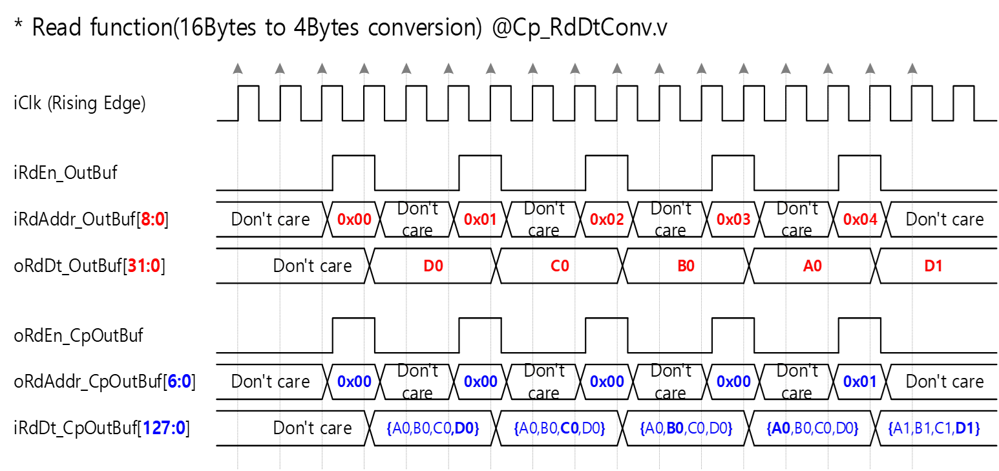 * Read function(16Bytes to 4Bytes conversion) @Cp_RdDtConv.v
iClk (Rising Edge)
iRdEn_OutBuf
iRdAddr_OutBuf[8:0] Don't care 0x00 Don't care 0x01 Don't care 0x02 Don't care 0x03 Don't care 0x04 Don't care
oRdDt_OutBuf[31:0] Don't care D0 C0 B0 A0 D1
oRdEn_CpOutBuf
oRdAddr_CpOutBuf[6:0] Don't care 0x00 Don't care 0x00 Don't care 0x00 Don't care 0x00 Don't care 0x01 Don't care
iRdDt_CpOutBuf[127:0] Don't care {A0,B0,C0,D0} {A0,B0,C0,D0} {A0,B0,C0,D0} {A0,B0,C0,D0} {A1,B1,C1,D1}